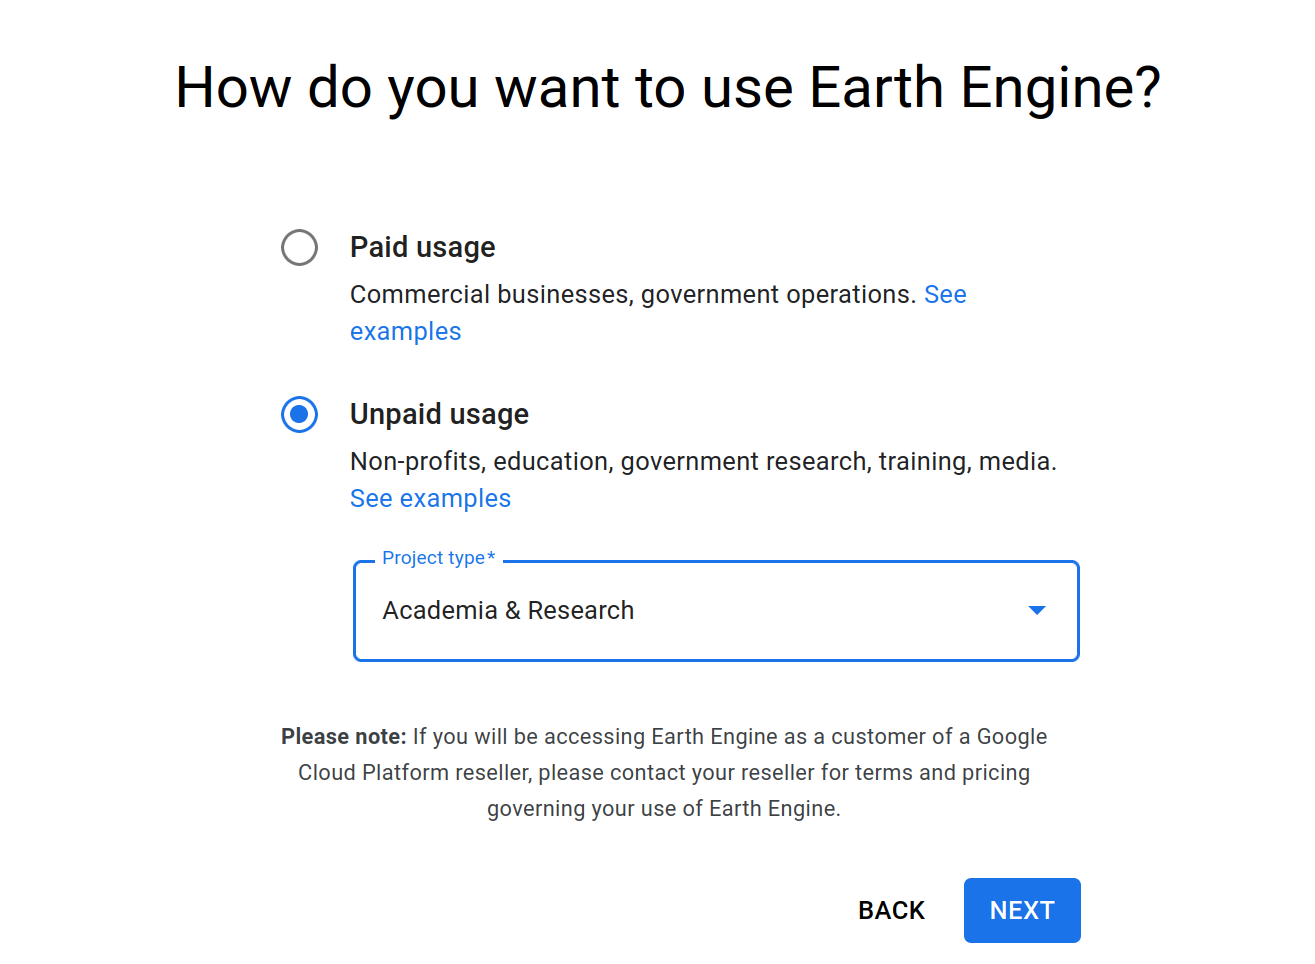 How do you want to use Earth Engine?
Paid usage
Commercial businesses, government operations. See
examples
Unpaid usage
Non-profits, education, government research, training, media.
See examples
Project type*
Academia & Research
Please note: If you will be accessing Earth Engine as a customer of a Google
Cloud Platform reseller, please contact your reseller for terms and pricing
governing your use of Earth Engine.
BACK NEXT